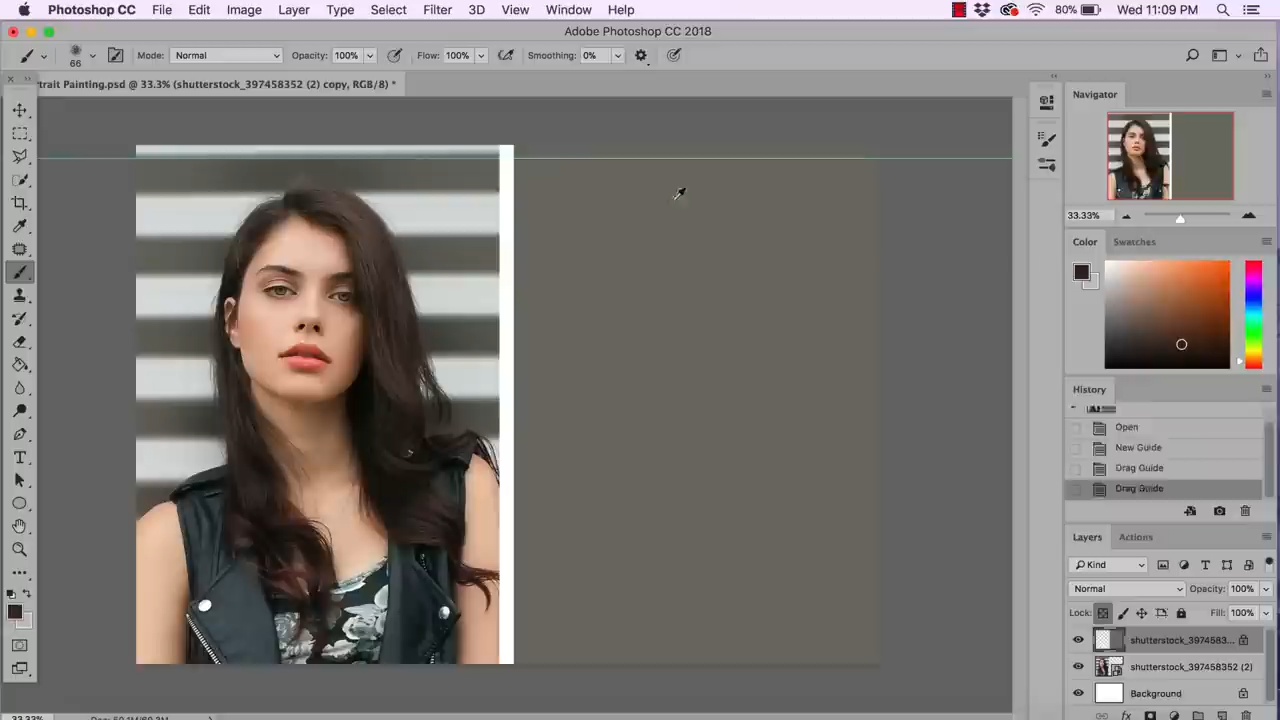 Photoshop CC File Edit Image Layer Type Select Filter 3D View Window Help 80% Wed 11:09 PM
Adobe Photoshop CC 2018
66 Mode: Normal Opacity: 100% Flow: 100% Smoothing: 0%
trait Painting.psd @ 33.3% (shutterstock_397458352 (2) copy, RGB/8) *
Navigator
33.33%
Color Swatches
History
Open
New Guide
Drag Guide
Drag Guide
Layers Actions
Kind
Normal Opacity: 100%
Lock: Fill: 100%
shutterstock_3974583...
shutterstock_397458352 (2)
Background
fx
33.33%